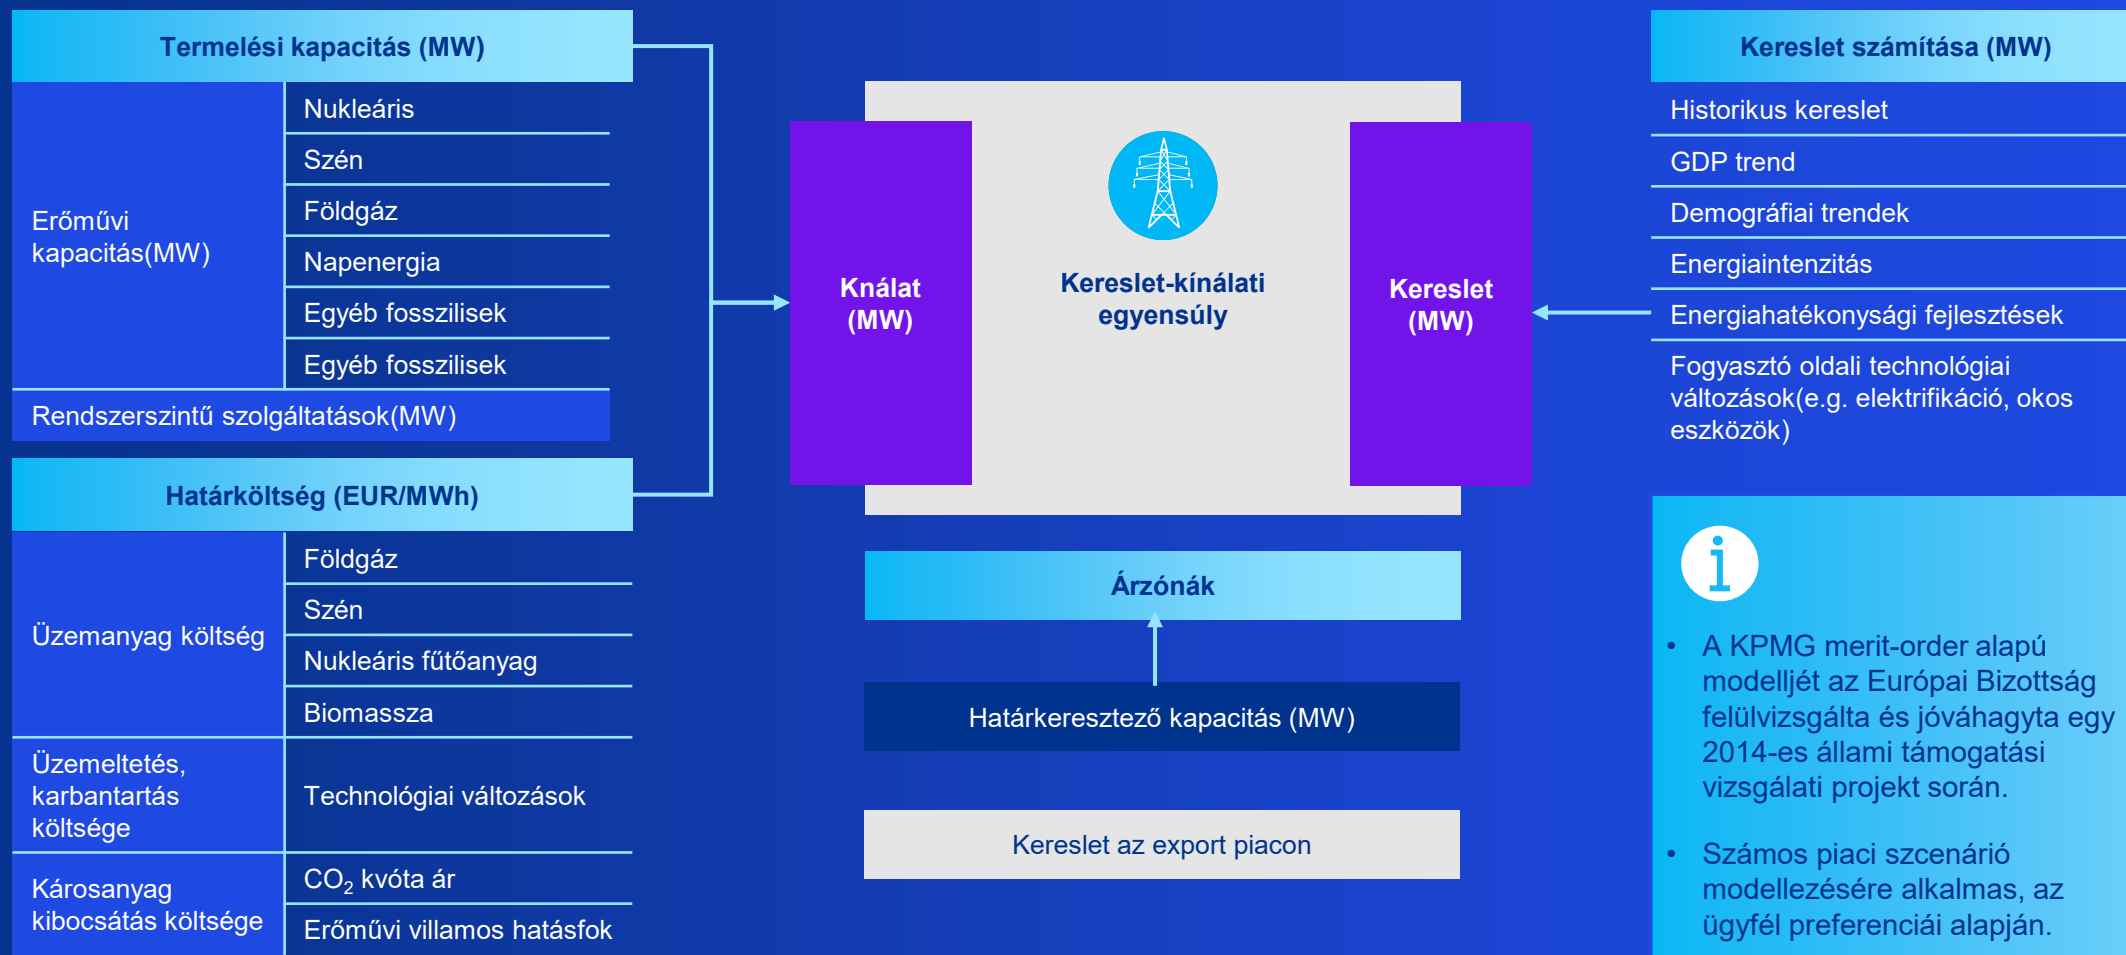 Termelési kapacitás (MW)
Erőművi
kapacitás(MW)
Nukleáris
Szén
Földgáz
Napenergia
Egyéb fosszilisek
Egyéb fosszilisek
Rendszerszintű szolgáltatások(MW)
Határköltség (EUR/MWh)
Üzemanyag költség
Földgáz
Szén
Nukleáris fűtőanyag
Biomassza
Üzemeltetés,
karbantartás
költsége
Technológiai változások
Károsanyag
kibocsátás költsége
CO₂ kvóta ár
Erőművi villamos hatásfok
Knálat
(MW)
Kereslet-kínálati
egyensúly
Kereslet
(MW)
Árzónák
Határkeresztező kapacitás (MW)
Kereslet az export piacon
Kereslet számítása (MW)
Historikus kereslet
GDP trend
Demográfiai trendek
Energiaintenzitás
Energiahatékonysági fejlesztések
Fogyasztó oldali technológiai
változások(e.g. elektrifikáció, okos
eszközök)
i
• A KPMG merit-order alapú
modelljét az Európai Bizottság
felülvizsgálta és jóváhagyta egy
2014-es állami támogatási
vizsgálati projekt során.
• Számos piaci szcenárió
modellezésére alkalmas, az
ügyfél preferenciái alapján.